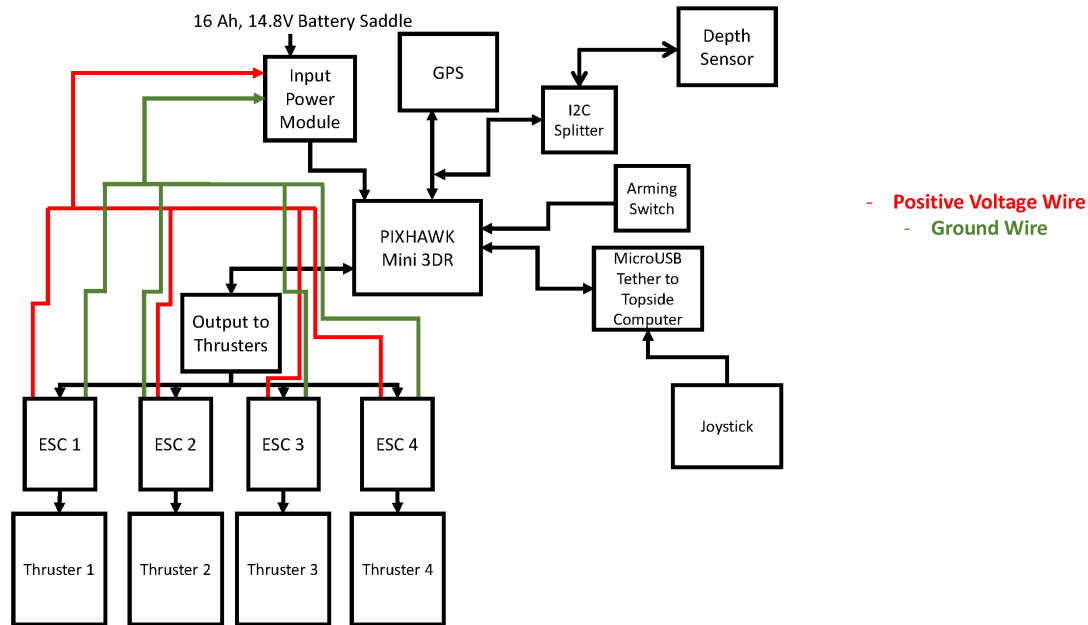 16 Ah, 14.8V Battery Saddle
Input
Power
Module
GPS
Depth
Sensor
I2C
Splitter
Arming
Switch
PIXHAWK
Mini 3DR
MicroUSB
Tether to
Topside
Computer
- Positive Voltage Wire
- Ground Wire
Output to
Thrusters
Joystick
ESC 1
ESC 2
ESC 3
ESC 4
Thruster 1
Thruster 2
Thruster 3
Thruster 4